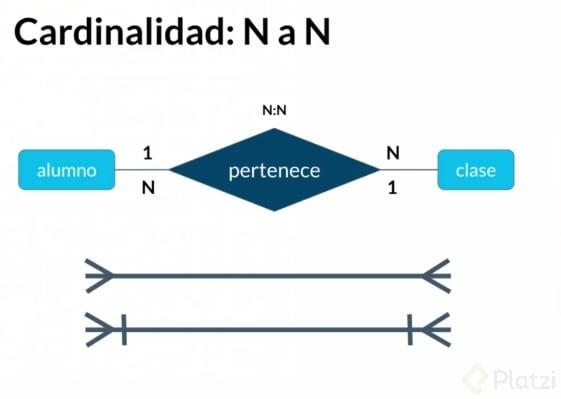 Cardinalidad: N a N
N:N
alumno
1
N
pertenece
N
1
clase
Platzi